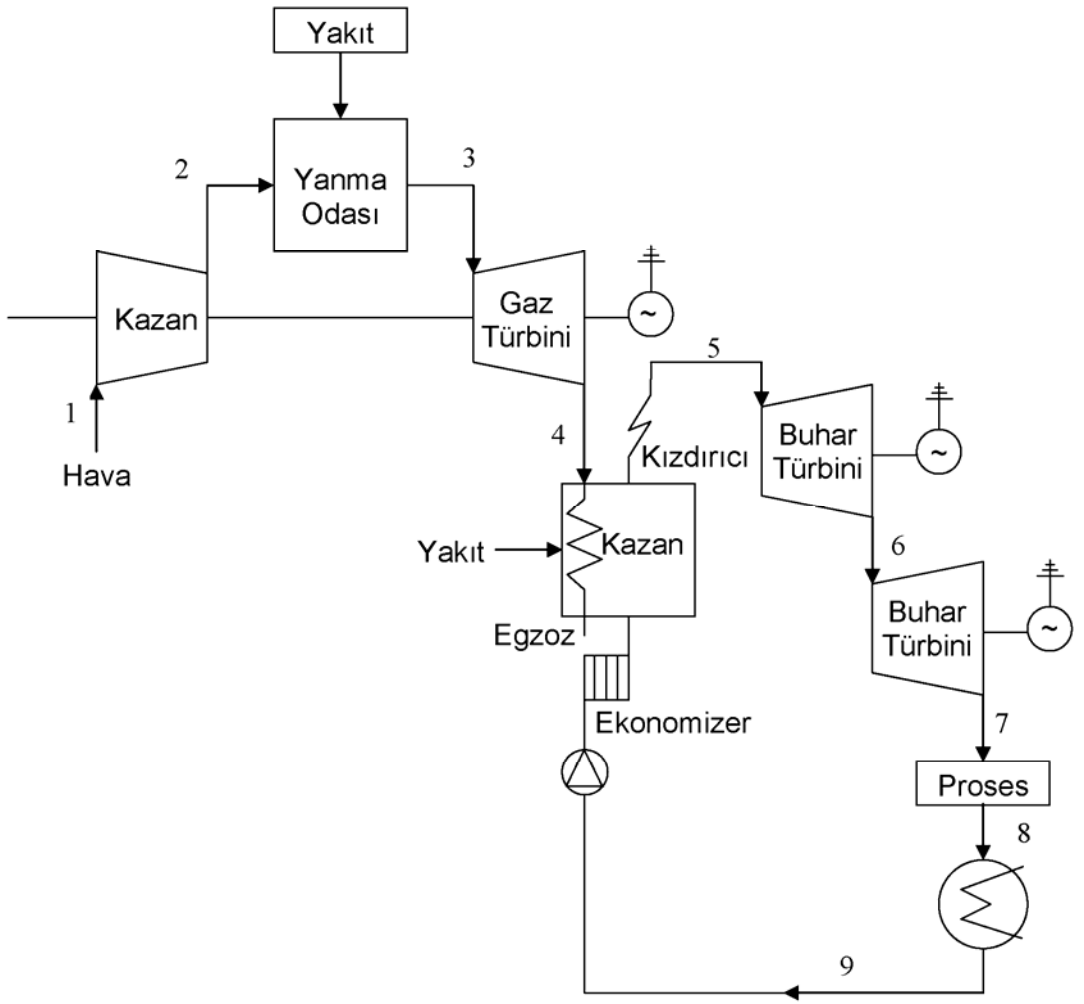 Yakıt
2
3
Yanma
Odası
Kazan
Gaz
Türbini
~
1
Hava
5
4
Kızdırıcı
Buhar
Türbini
~
Yakıt
Kazan
6
Egzoz
Buhar
Türbini
~
Ekonomizer
7
Proses
8
9